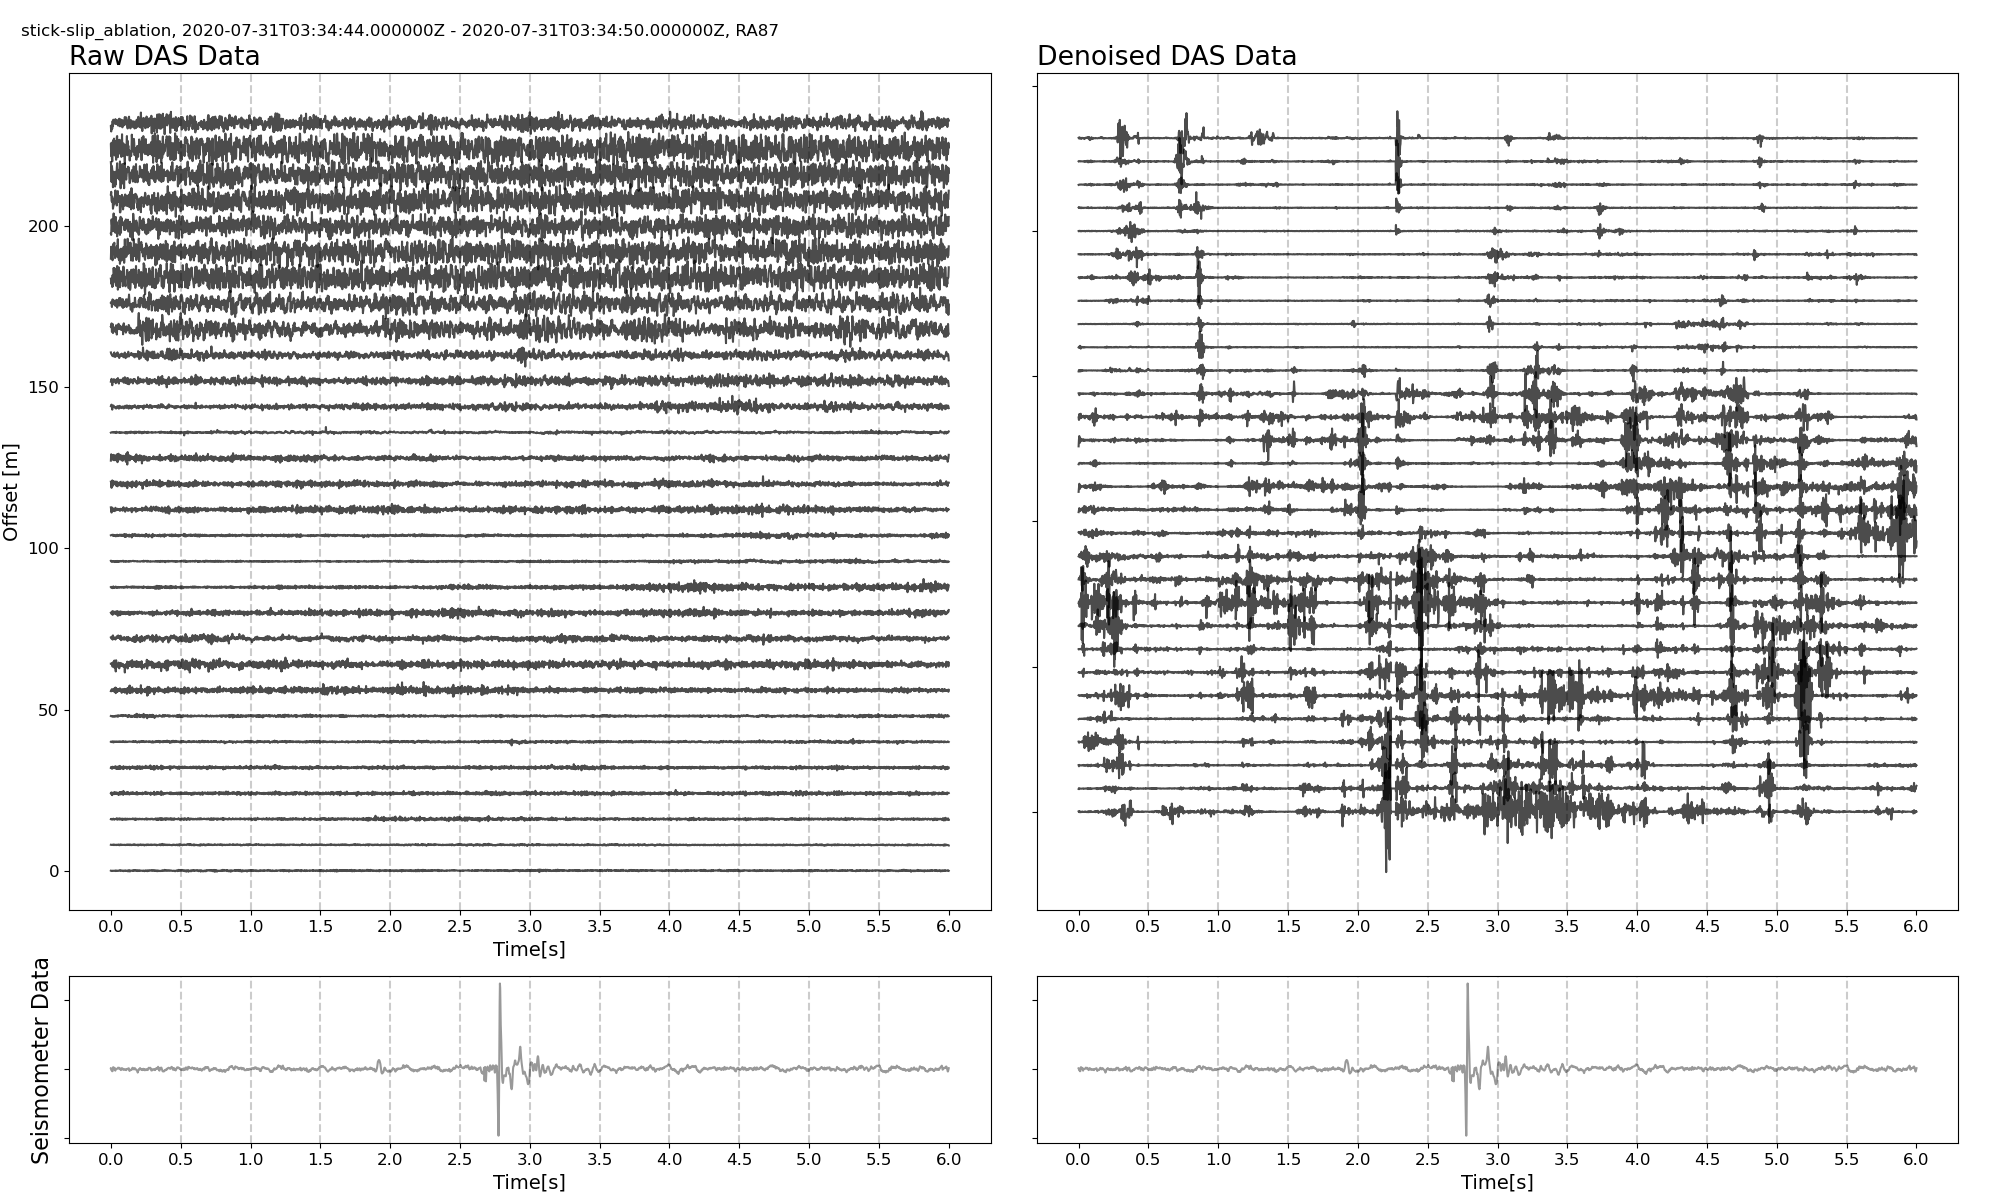 stick-slip_ablation, 2020-07-31T03:34:44.000000Z - 2020-07-31T03:34:50.000000Z, RA87
Raw DAS Data
Denoised DAS Data
Offset [m]
200
150
100
50
0
0.0 0.5 1.0 1.5 2.0 2.5 3.0 3.5 4.0 4.5 5.0 5.5 6.0
Time[s]
0.0 0.5 1.0 1.5 2.0 2.5 3.0 3.5 4.0 4.5 5.0 5.5 6.0
Seismometer Data
0.0 0.5 1.0 1.5 2.0 2.5 3.0 3.5 4.0 4.5 5.0 5.5 6.0
Time[s]
0.0 0.5 1.0 1.5 2.0 2.5 3.0 3.5 4.0 4.5 5.0 5.5 6.0
Time[s]